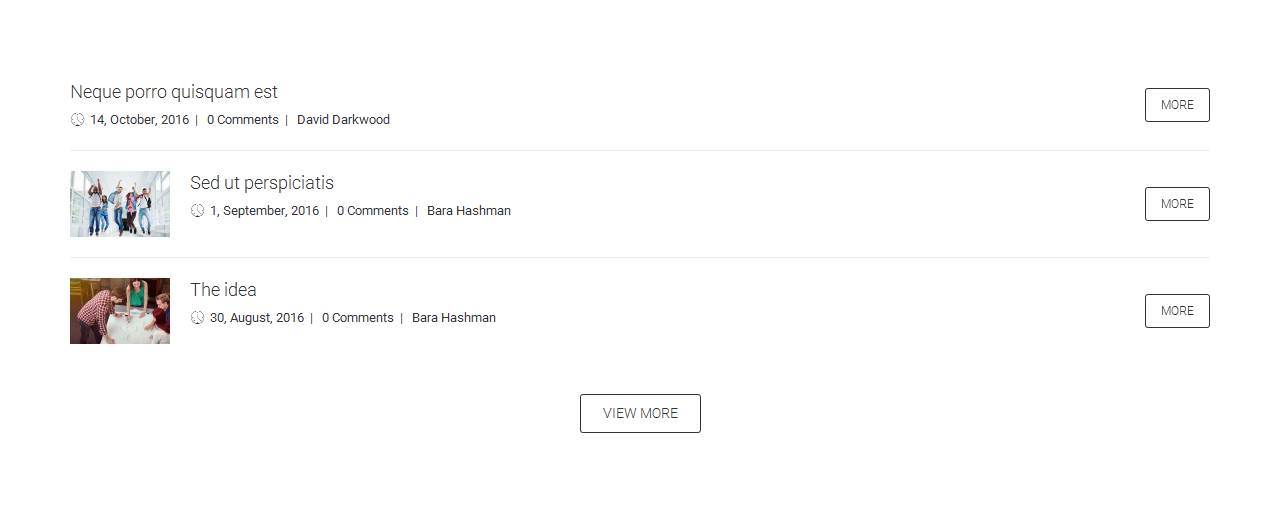 Neque porro quisquam est
14, October, 2016 | 0 Comments | David Darkwood
MORE
Sed ut perspiciatis
1, September, 2016 | 0 Comments | Bara Hashman
MORE
The idea
30, August, 2016 | 0 Comments | Bara Hashman
MORE
VIEW MORE